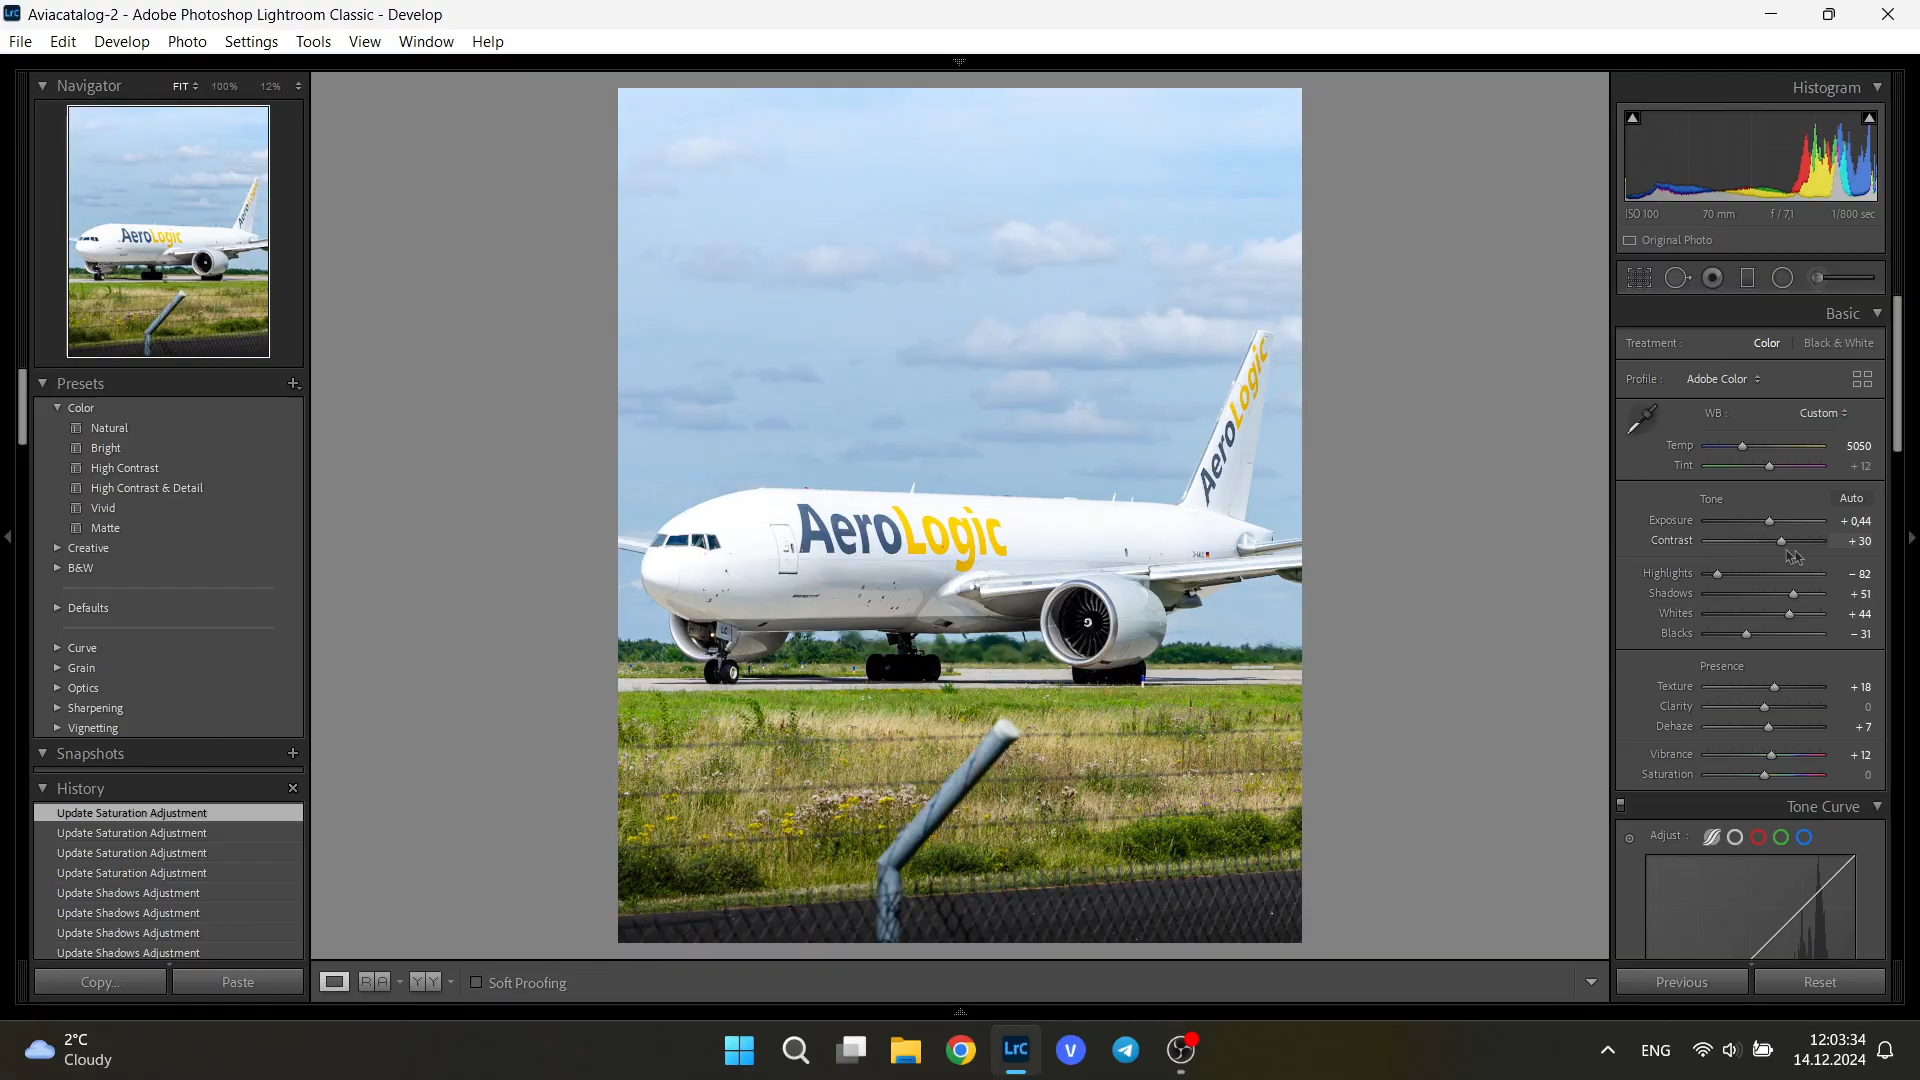 Aviacatalog-2 - Adobe Photoshop Lightroom Classic - Develop
File Edit Develop Photo Settings Tools View Window Help
Navigator FIT 100% 12%
Presets
Color
Natural
Bright
High Contrast
High Contrast & Detail
Vivid
Matte
Creative
B&W
Defaults
Curve
Grain
Optics
Sharpening
Vignetting
Snapshots
History
Update Saturation Adjustment
Update Saturation Adjustment
Update Saturation Adjustment
Update Saturation Adjustment
Update Shadows Adjustment
Update Shadows Adjustment
Update Shadows Adjustment
Update Shadows Adjustment
Copy... Paste
AeroLogic
AeroLogic
Soft Proofing
Histogram
ISO 100 70 mm f / 7,1 1/800 sec
Original Photo
Basic
Treatment : Color Black & White
Profile : Adobe Color
WB : Custom
Temp 5050
Tint + 12
Tone Auto
Exposure + 0,44
Contrast + 30
Highlights − 82
Shadows + 51
Whites + 44
Blacks − 31
Presence
Texture + 18
Clarity 0
Dehaze + 7
Vibrance + 12
Saturation 0
Tone Curve
Adjust :
Previous Reset
2°C
Cloudy
LrC
ENG
12:03:34
14.12.2024